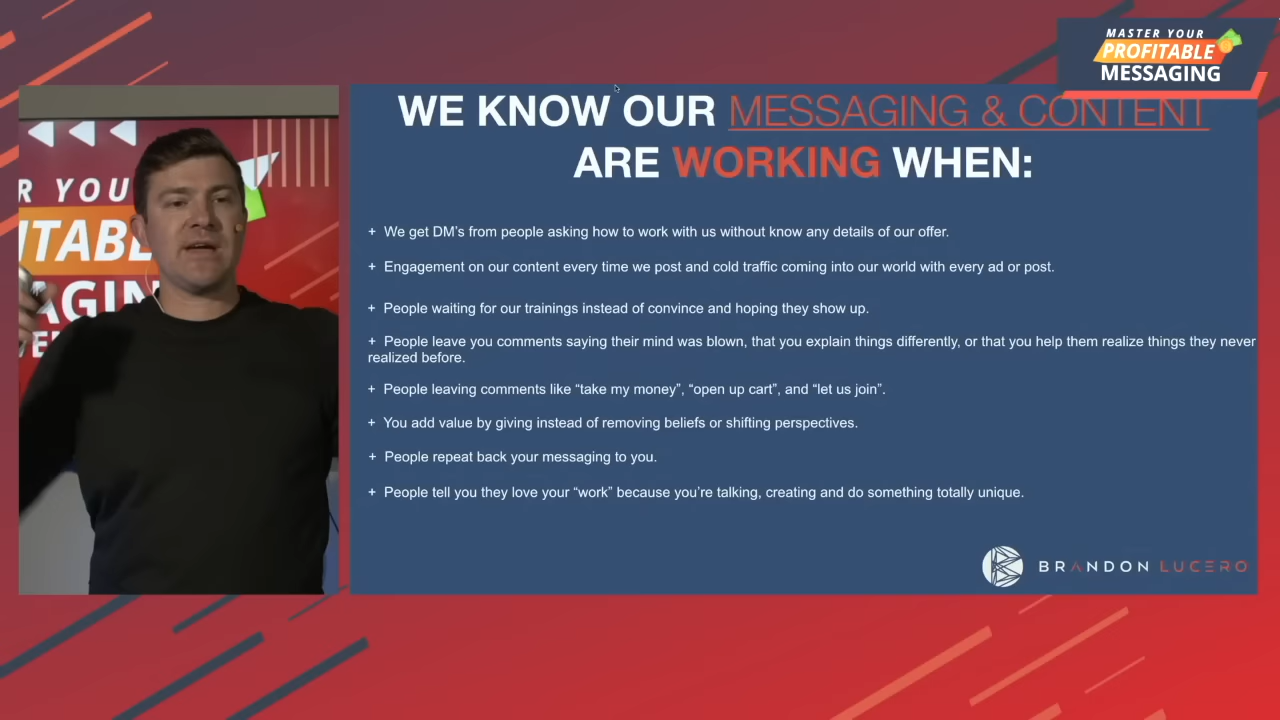 MASTER YOUR
PROFITABLE
MESSAGING
R YOU
ITABL
AGIN
WE KNOW OUR MESSAGING & CONTENT
ARE WORKING WHEN:
+ We get DM's from people asking how to work with us without know any details of our offer.
+ Engagement on our content every time we post and cold traffic coming into our world with every ad or post.
+ People waiting for our trainings instead of convince and hoping they show up.
+ People leave you comments saying their mind was blown, that you explain things differently, or that you help them realize things they never
realized before.
+ People leaving comments like “take my money”, “open up cart”, and “let us join”.
+ You add value by giving instead of removing beliefs or shifting perspectives.
+ People repeat back your messaging to you.
+ People tell you they love your “work” because you're talking, creating and do something totally unique.
BRANDON LUCERO